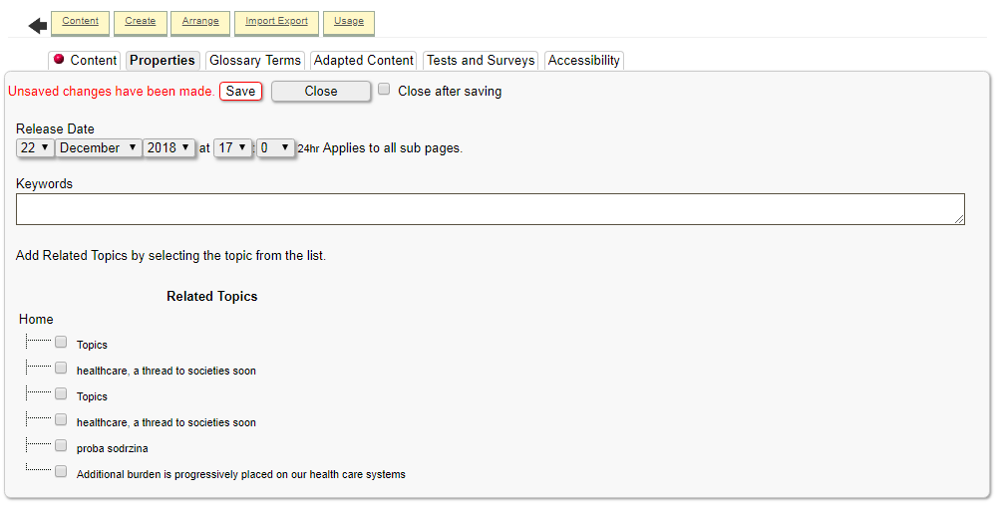 Content Create Arrange Import Export Usage
Content Properties Glossary Terms Adapted Content Tests and Surveys Accessibility
Unsaved changes have been made. Save Close Close after saving
Release Date
22 December 2018 at 17 : 0 24hr Applies to all sub pages.
Keywords
Add Related Topics by selecting the topic from the list.
Related Topics
Home
Topics
healthcare, a thread to societies soon
Topics
healthcare, a thread to societies soon
proba sodrzina
Additional burden is progressively placed on our health care systems